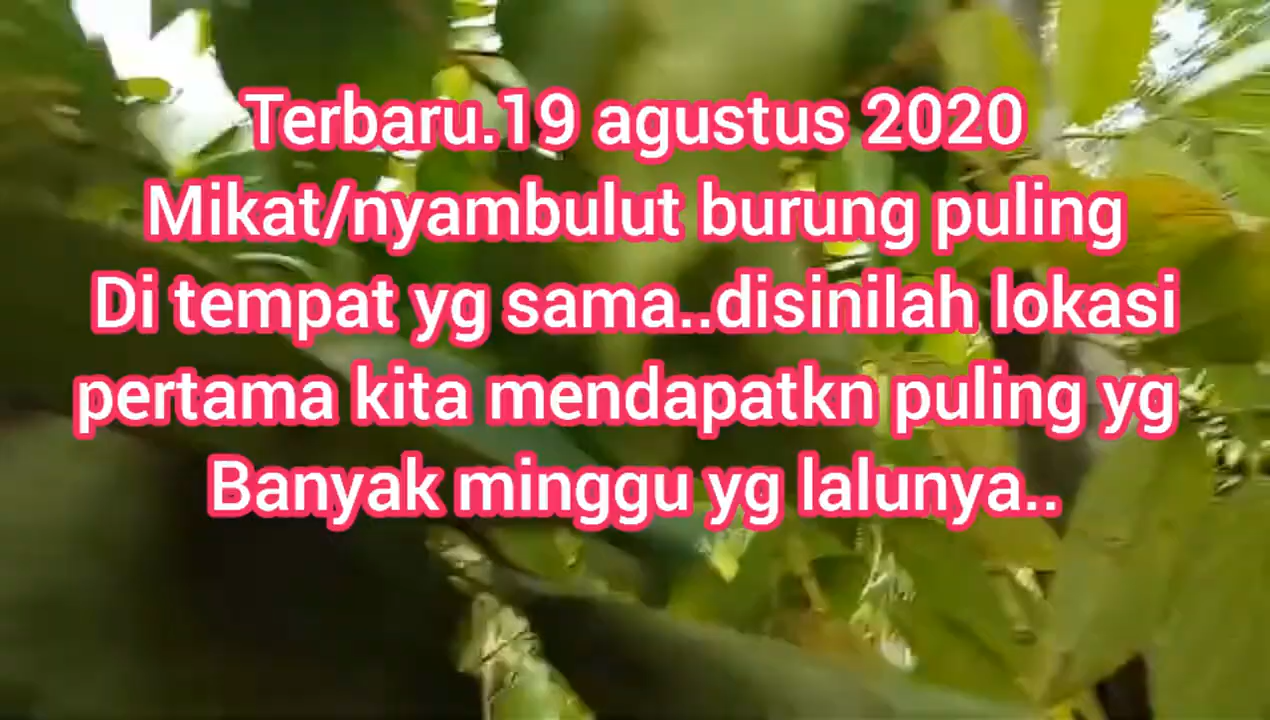 Terbaru.19 agustus 2020
Mikat/nyambulut burung puling
Di tempat yg sama..disinilah lokasi
pertama kita mendapatkn puling yg
Banyak minggu yg lalunya..